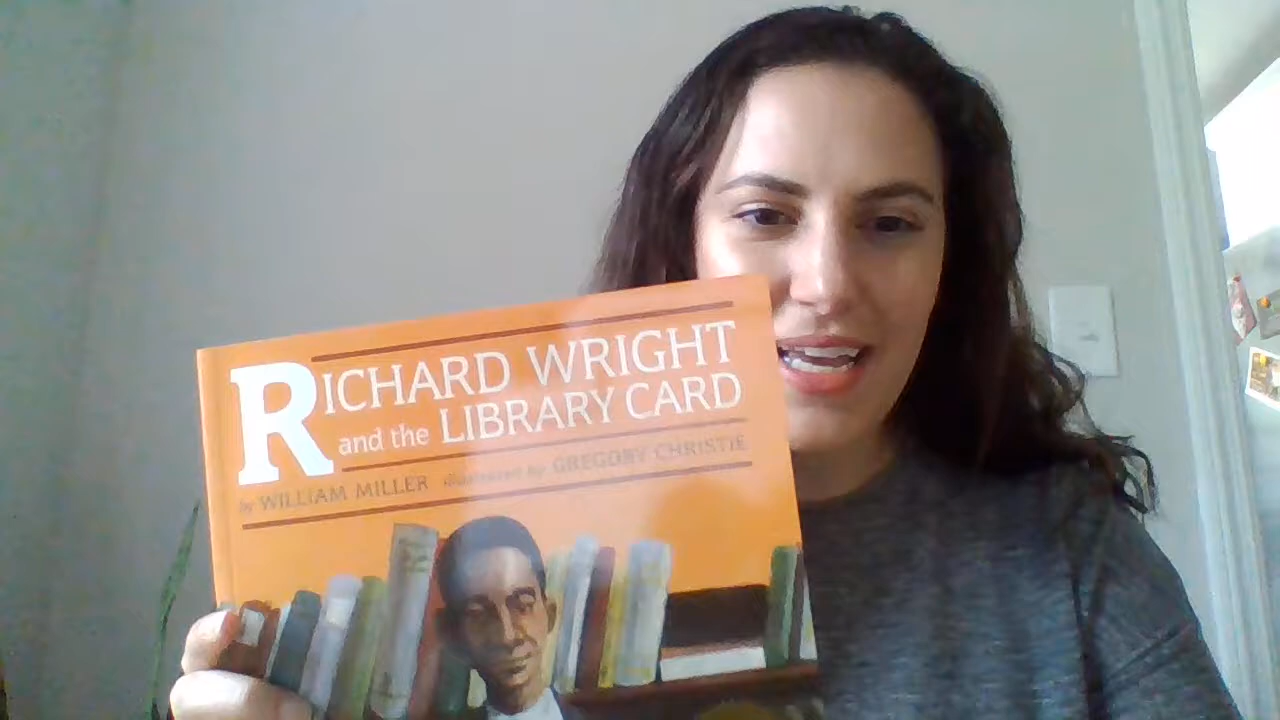 RICHARD WRIGHT
and the LIBRARY CARD
by WILLIAM MILLER illustrated by GREGORY CHRISTIE